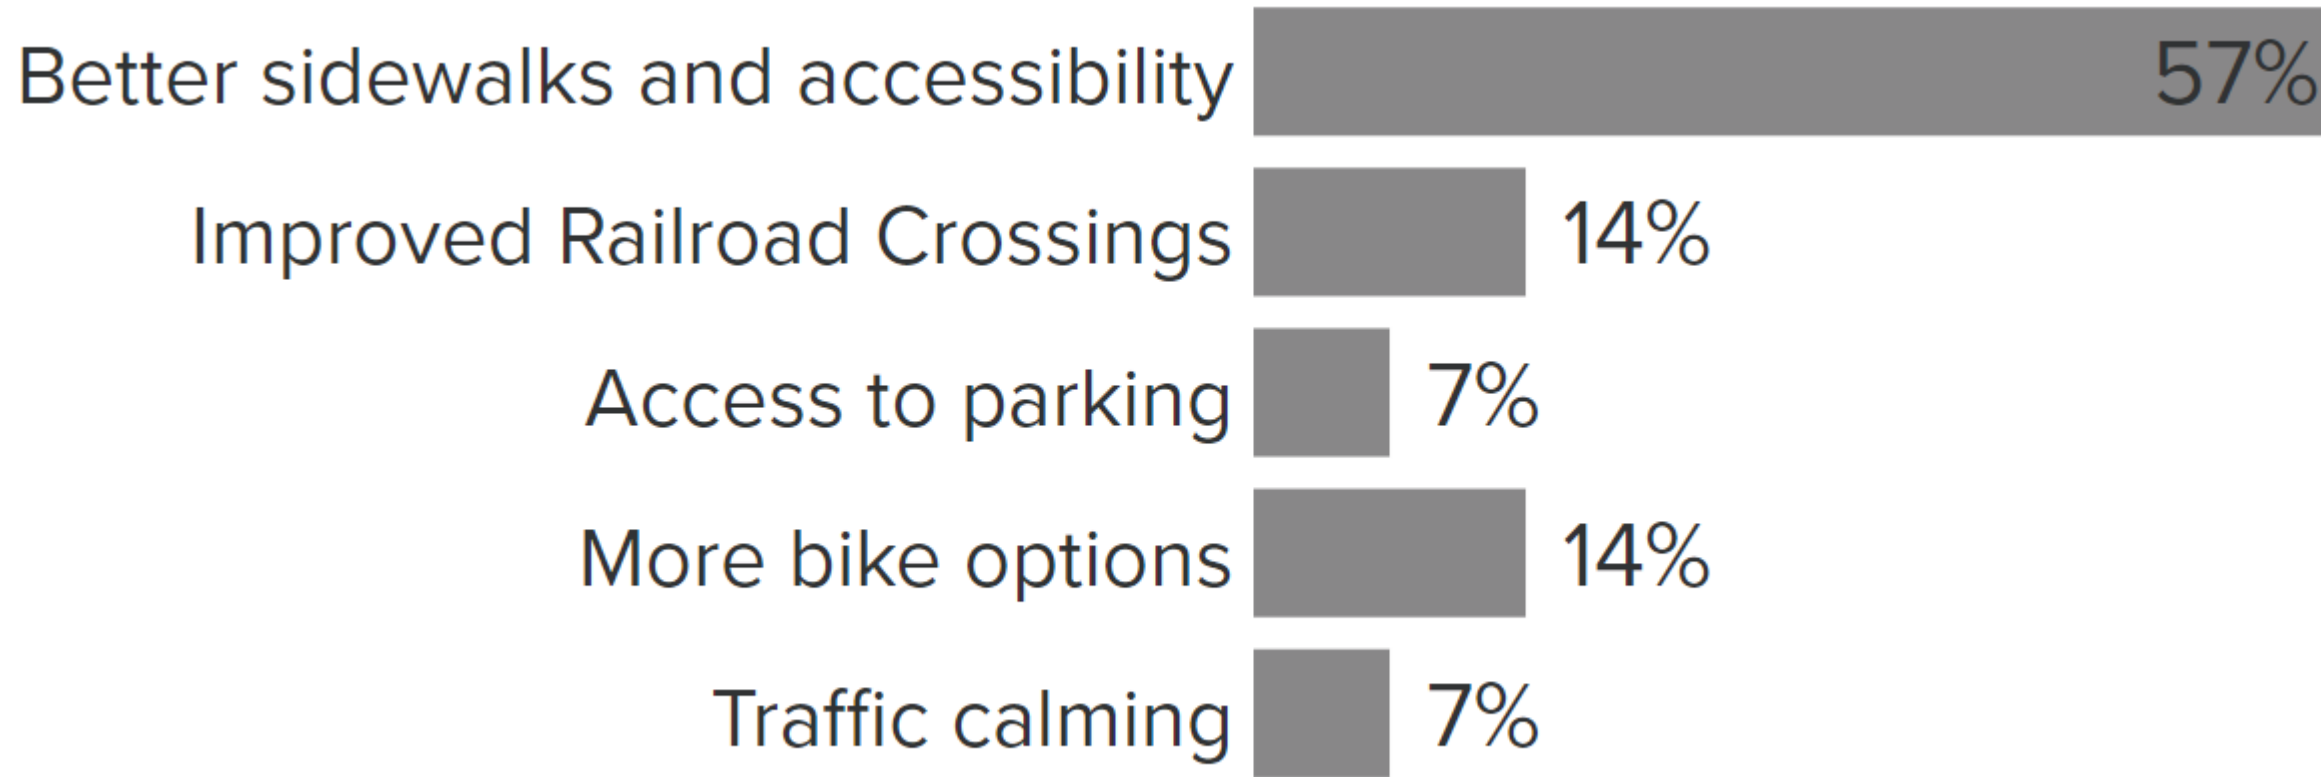 Better sidewalks and accessibility 57%
Improved Railroad Crossings 14%
Access to parking 7%
More bike options 14%
Traffic calming 7%